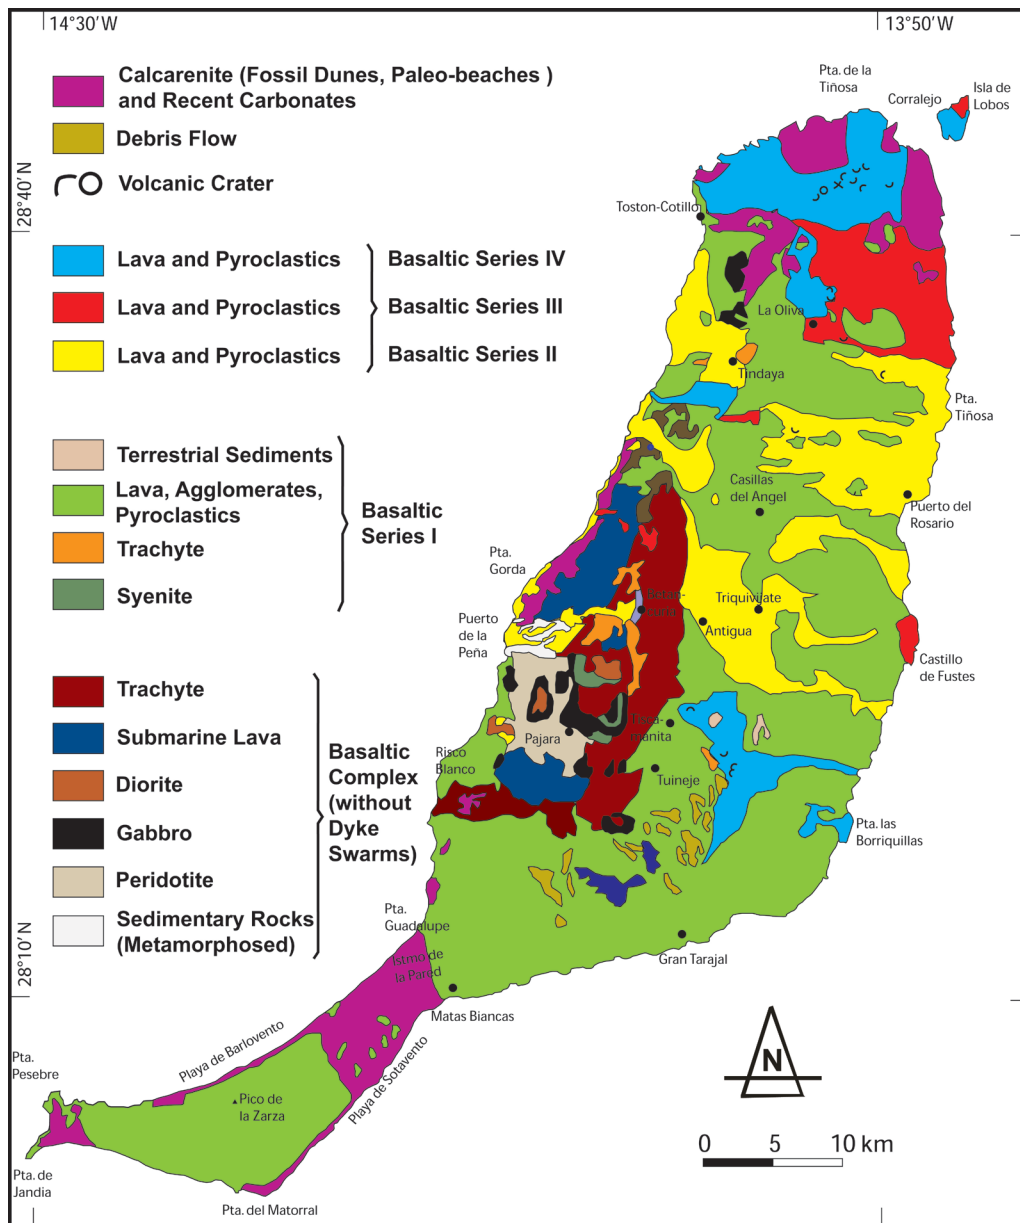 14°30"W
13°50"W
28°40' N
28°10' N
Calcarenite (Fossil Dunes, Paleo-beaches )
and Recent Carbonates
Debris Flow
Volcanic Crater
Lava and Pyroclastics
Basaltic Series IV
Lava and Pyroclastics
Basaltic Series III
Lava and Pyroclastics
Basaltic Series II
Terrestrial Sediments
Lava, Agglomerates,
Pyroclastics
Trachyte
Syenite
Basaltic
Series I
Trachyte
Submarine Lava
Diorite
Gabbro
Peridotite
Sedimentary Rocks
(Metamorphosed)
Basaltic
Complex
(without
Dyke
Swarms)
Pta. de la
Tiñosa
Corralejo
Isla de
Lobos
Toston-Cotillo
La Oliva
Tindaya
Pta.
Tiñosa
Casillas
del Angel
Puerto del
Rosario
Pta.
Gorda
Betan-
curia
Triquivijate
Antigua
Puerto
de la
Peña
Castillo
de Fustes
Tisca-
manita
Pajara
Risco
Blanco
Tuineje
Pta. las
Borriquillas
Pta.
Guadalupe
Istmo de
la Pared
Gran Tarajal
Matas Biancas
Playa de Barlovento
Playa de Sotavento
Pta.
Pesebre
Pico de
la Zarza
Pta. de
Jandia
Pta. del Matorral
N
0 5 10 km